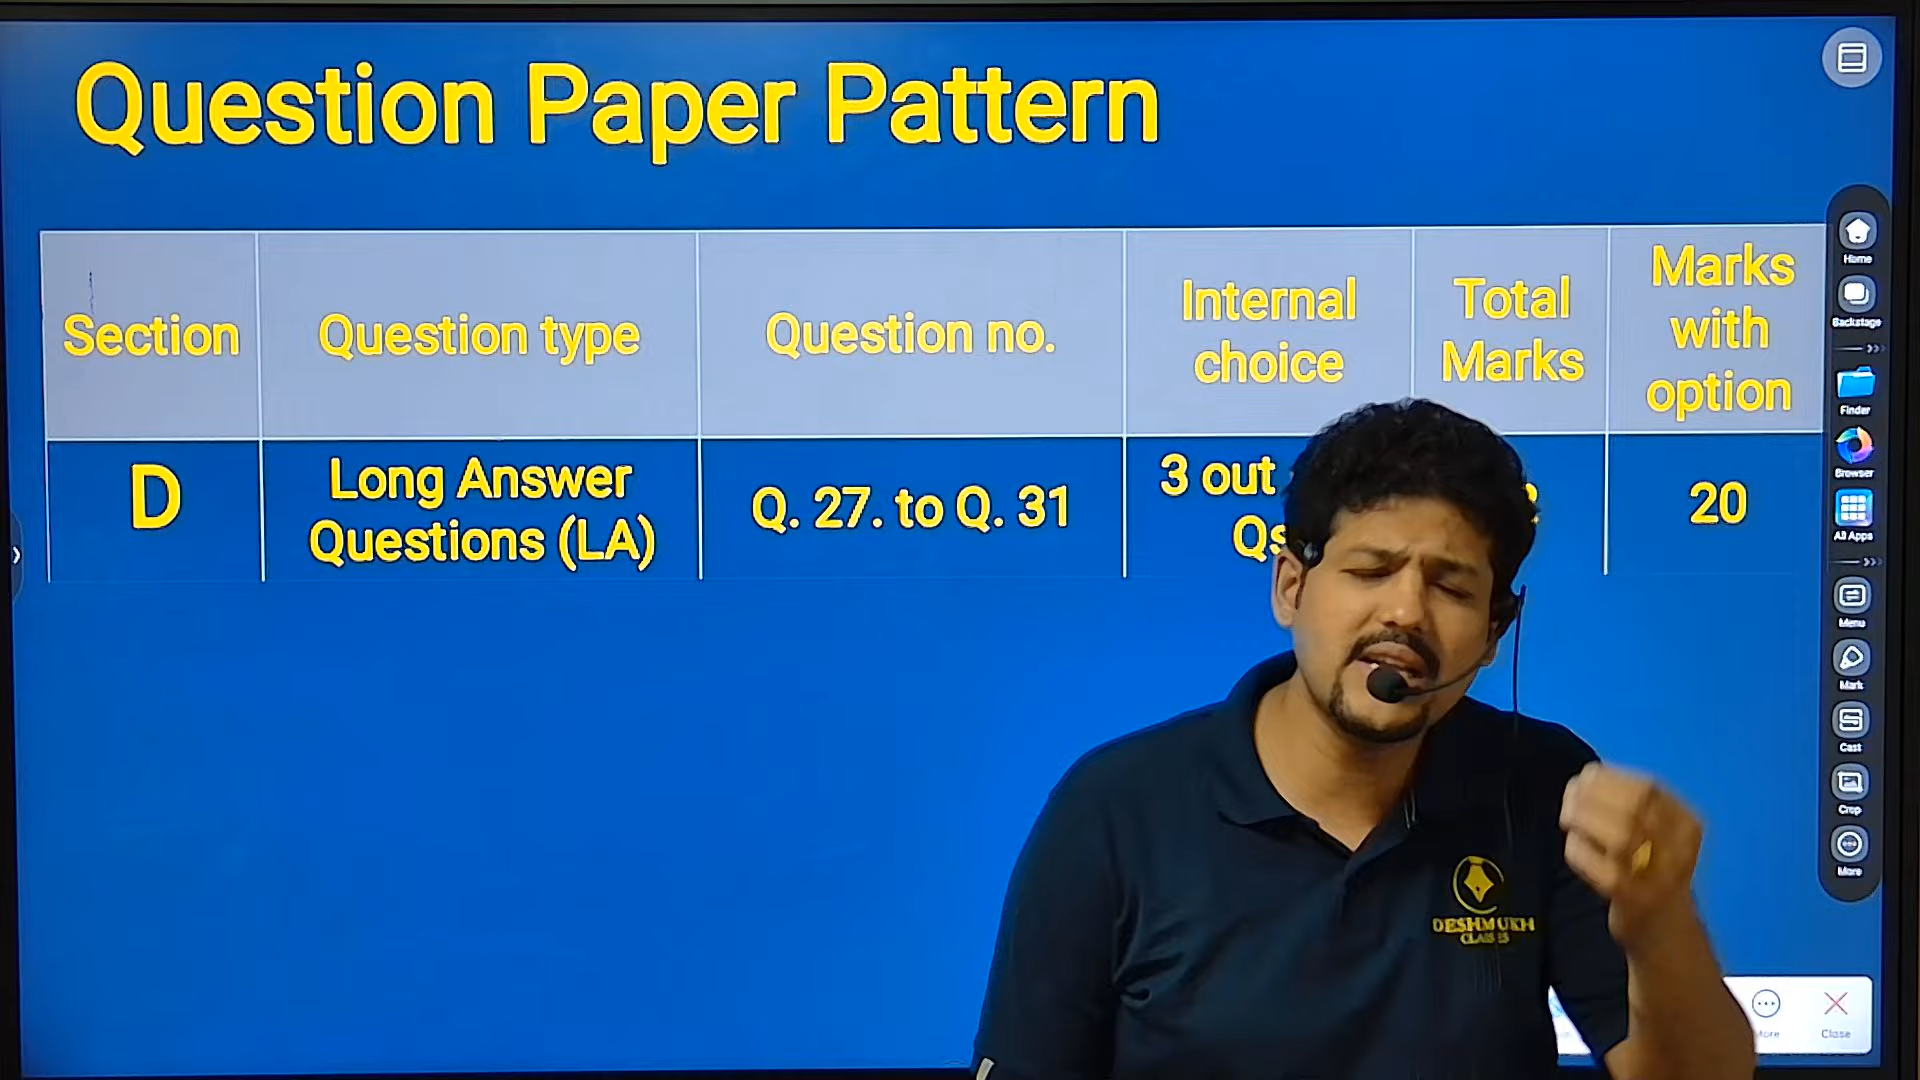 Question Paper Pattern
Section
Question type
Question no.
Internal
choice
Total
Marks
Marks
with
option
D
Long Answer
Questions (LA)
Q. 27. to Q. 31
3 out
Qs
20
Home
Backstage
Finder
Browser
All Apps
Menu
Mark
Cast
Crop
More
DESHMUKH
CLASSES
More
Close